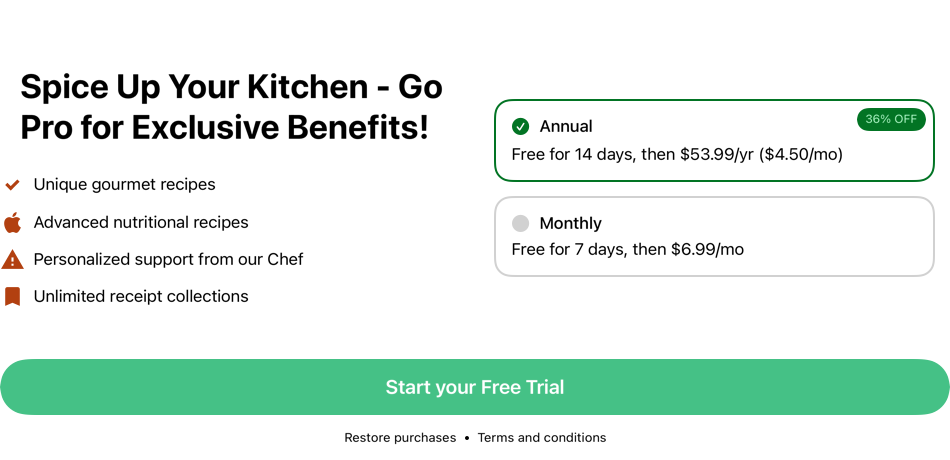 Spice Up Your Kitchen - Go
Pro for Exclusive Benefits!
Unique gourmet recipes
Advanced nutritional recipes
Personalized support from our Chef
Unlimited receipt collections
Annual
36% OFF
Free for 14 days, then $53.99/yr ($4.50/mo)
Monthly
Free for 7 days, then $6.99/mo
Start your Free Trial
Restore purchases • Terms and conditions